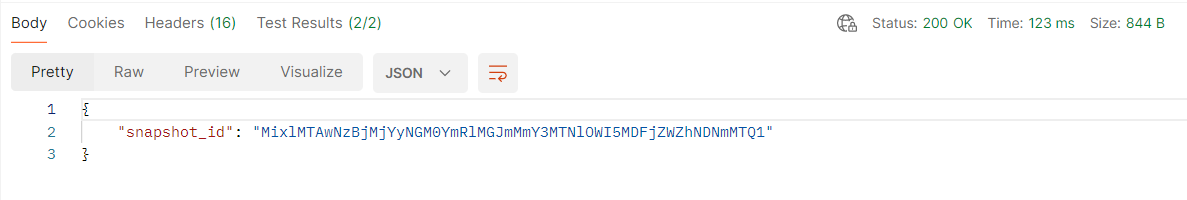 Body Cookies Headers (16) Test Results (2/2) Status: 200 OK Time: 123 ms Size: 844 B
Pretty Raw Preview Visualize JSON
1 {
2 "snapshot_id": "MixlMTAwNzBjMjYyNGM0YmRlMGJmMmY3MTNlOWI5MDFjZWZhNDNmMTQ1"
3 }